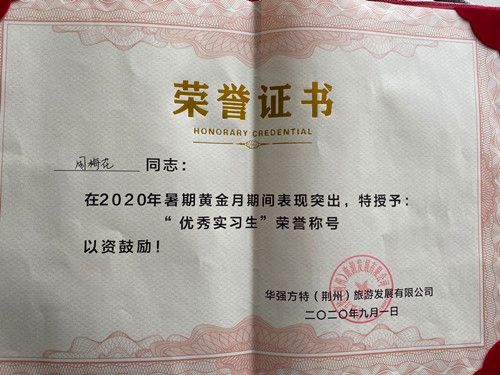 荣誉证书
HONORARY CREDENTIAL
周梅花 同志：
在2020年暑期黄金月期间表现突出，特授予：
“优秀实习生”荣誉称号
以资鼓励！
华强方特（荆州）旅游发展有限公司
二〇二〇年九月一日